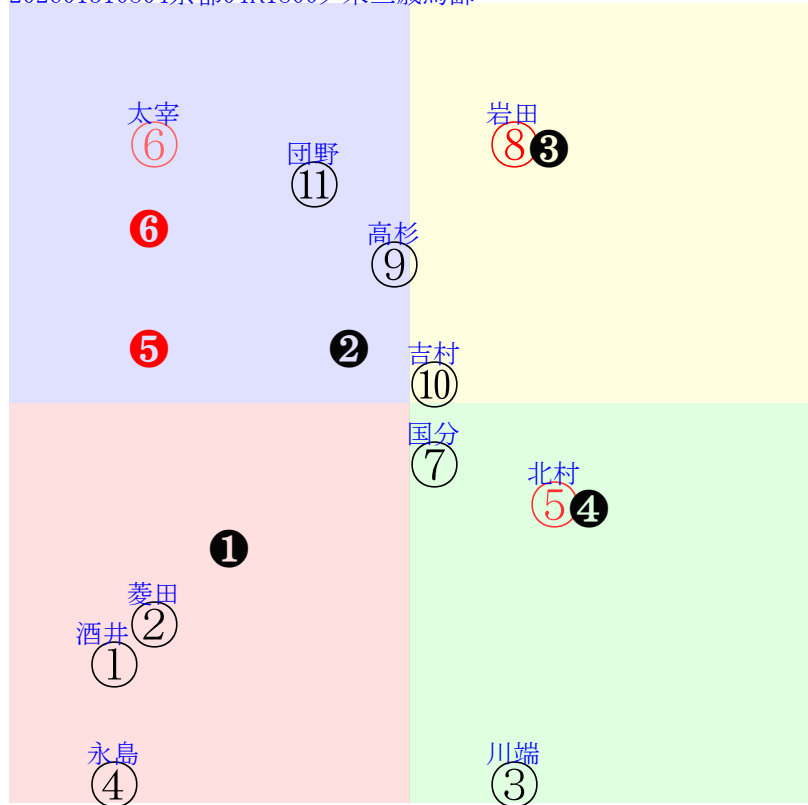 太宰
⑥
岩田
⑧❸
団野
⑪
❻
高杉
⑨
❺
❷
吉村
⑩
国分
⑦
北村
⑤❹
❶
菱田
②
酒井
①
永島
④
川端
③